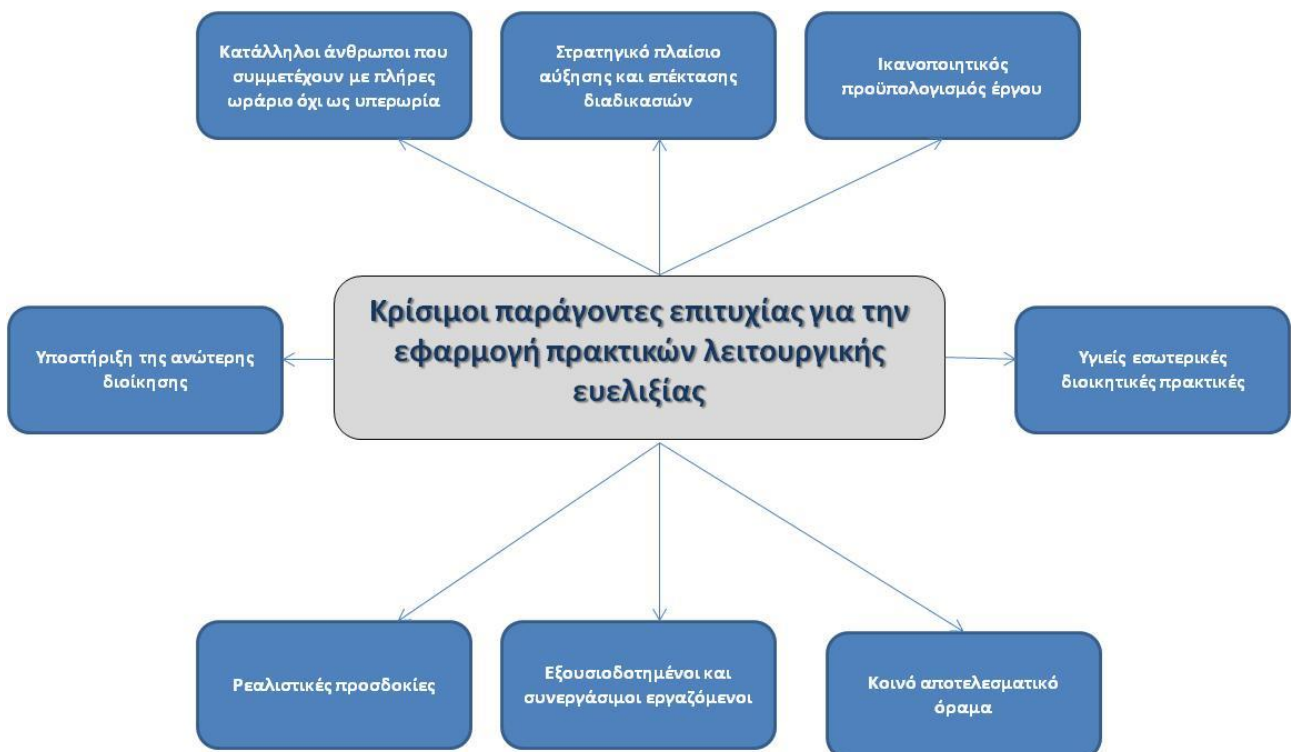 Κατάλληλοι άνθρωποι που
συμμετέχουν με πλήρες
ωράριο όχι ως υπερωρία
Στρατηγικό πλαίσιο
αύξησης και επέκτασης
διαδικασιών
Ικανοποιητικός
προϋπολογισμός έργου
Υποστήριξη της ανώτερης
διοίκησης
Κρίσιμοι παράγοντες επιτυχίας για την
εφαρμογή πρακτικών λειτουργικής
ευελιξίας
Υγιείς εσωτερικές
διοικητικές πρακτικές
Ρεαλιστικές προσδοκίες
Εξουσιοδοτημένοι και
συνεργάσιμοι εργαζόμενοι
Κοινό αποτελεσματικό
όραμα